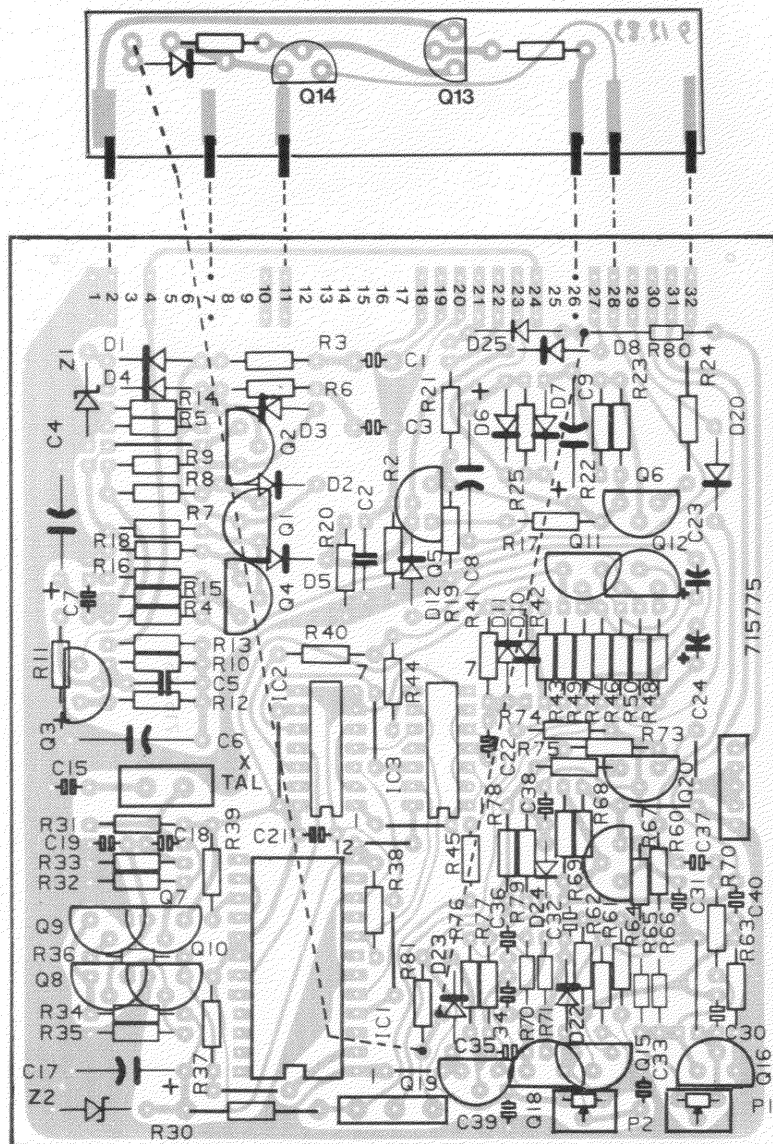 Q14
Q13
1 2 3 4 5 6 7 8 9 10 11 12 13 14 15 16 17 18 19 20 21 22 23 24 25 26 27 28 29 30 31 32
Z1 D1 R3 C1 D25 D8 R80 R24
D4 R14 R6 R21 D6 D7 C9 R23 D20
C4 R5 Q2 D3 C3
R9 R2 R25 R22 Q6
R8 D2 C2
R7 Q1 R20 Q5 C8 R17 Q11 Q12 C23
R18
R16 D5 D12 R19
C7 R15 Q4 R41 D11 D10 R42 715775
R4
R11 R13 R40
R10 IC2 7 R44 7 R43 R49 R47 R46 R50 R48
C5
R12 R74 C24
Q3 C6 IC3 C22 R75 R73
X
TAL
C15 R78 C38 R68 Q20
R31 R39 C21 1 R67 R60 C37
C19 C18 12 R45
R33 R38 R69 R70
R32 Q7 C36 R79 D24 C32 C31 C40
Q9 R76 R77 R62 R61 R64 R65 R66 R63
R36 Q10 D23
Q8 R81
R34 C34
R35 IC1 R70 R71 D22 C30
C17 R37 C35 Q15 C33 Q16
Z2 1 Q19
R30 C39 Q18 P2 P1